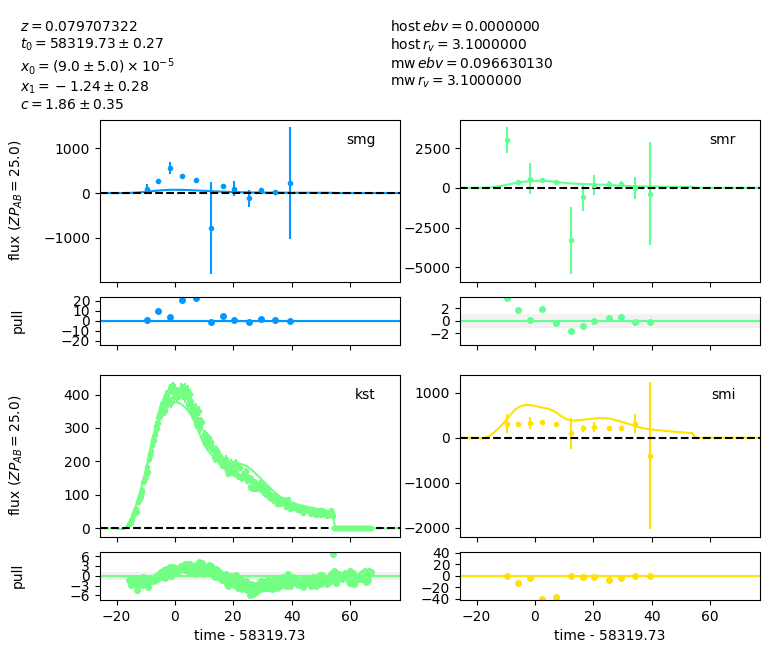 z = 0.079707322
t₀ = 58319.73 ± 0.27
x₀ = (9.0 ± 5.0) × 10⁻⁵
x₁ = −1.24 ± 0.28
c = 1.86 ± 0.35
host ebv = 0.0000000
host r_v = 3.1000000
mw ebv = 0.096630130
mw r_v = 3.1000000
flux (ZP_AB = 25.0)
1000
0
−1000
smg
2500
0
−2500
−5000
smr
pull
20
10
0
−10
−20
2
0
−2
flux (ZP_AB = 25.0)
400
300
200
100
0
kst
1000
0
−1000
−2000
smi
pull
6
3
0
−3
−6
40
20
0
−20
−40
−20 0 20 40 60
−20 0 20 40 60
time - 58319.73
time - 58319.73